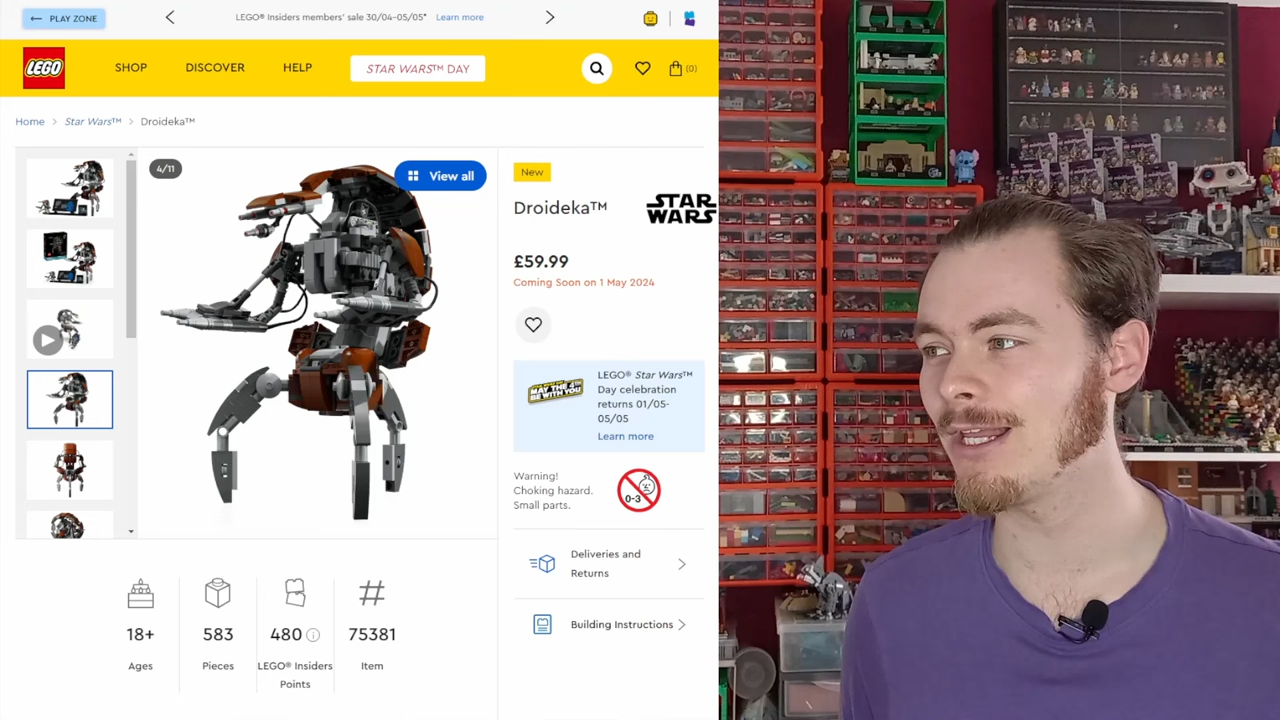 ← PLAY ZONE
LEGO® Insiders members' sale 30/04-05/05* Learn more
LEGO
SHOP DISCOVER HELP STAR WARS™ DAY (0)
Home > Star Wars™ > Droideka™
4/11
View all
New
Droideka™
STAR
WARS
£59.99
Coming Soon on 1 May 2024
MAY THE 4TH
BE WITH YOU
LEGO® Star Wars™
Day celebration
returns 01/05-
05/05
Learn more
Warning!
Choking hazard.
Small parts.
0-3
Deliveries and
Returns
Building Instructions
18+
Ages
583
Pieces
480
LEGO® Insiders
Points
#
75381
Item